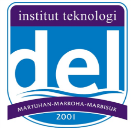 institut teknologi
del
MARTUHAN-MARROHA-MARBISUK
2001